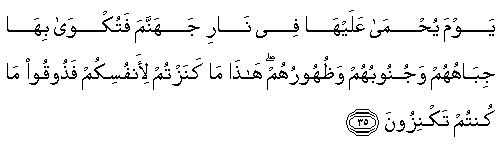 يَوْمَ يُحْمَىٰ عَلَيْهَا فِى نَارِ جَهَنَّمَ فَتُكْوَىٰ بِهَا
جِبَاهُهُمْ وَجُنُوبُهُمْ وَظُهُورُهُمْ ۖ هَـٰذَا مَا كَنَزْتُمْ لِأَنفُسِكُمْ فَذُوقُوا۟ مَا
كُنتُمْ تَكْنِزُونَ ٣٥